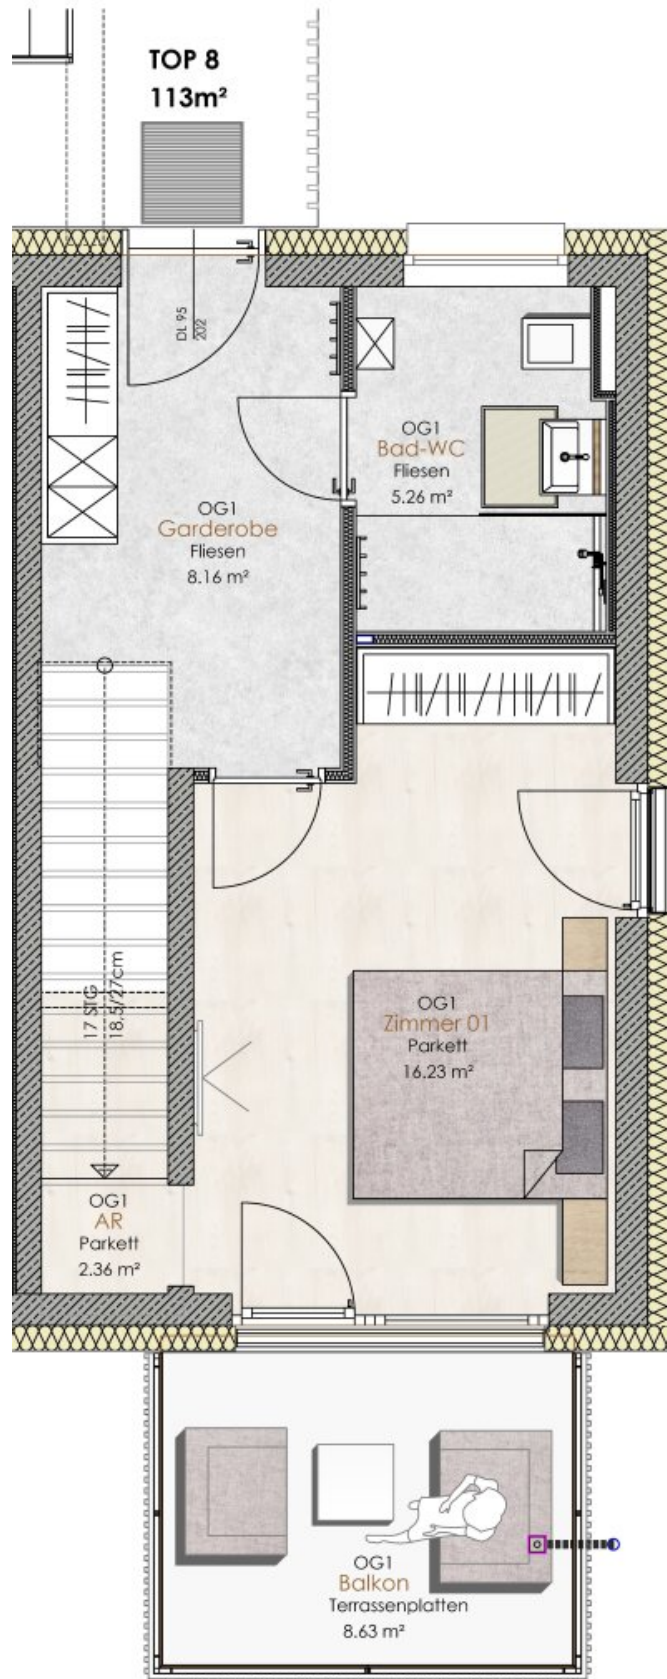 TOP 8
113m²
DL 95
202
OG1
Bad-WC
Fliesen
5.26 m²
OG1
Garderobe
Fliesen
8.16 m²
17 STG
18.5/27cm
OG1
Zimmer 01
Parkett
16.23 m²
OG1
AR
Parkett
2.36 m²
OG1
Balkon
Terrassenplatten
8.63 m²